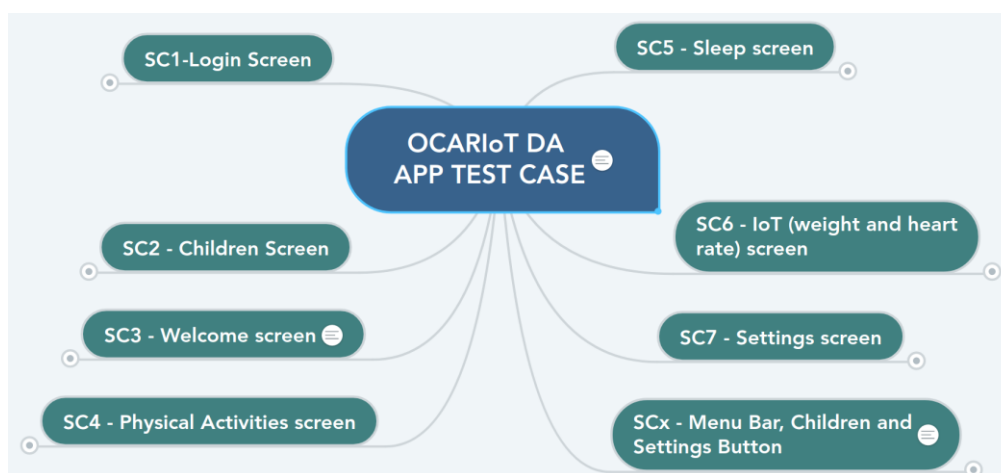 SC1-Login Screen
SC5 - Sleep screen
OCARIoT DA
APP TEST CASE
SC2 - Children Screen
SC6 - IoT (weight and heart
rate) screen
SC3 - Welcome screen
SC7 - Settings screen
SC4 - Physical Activities screen
SCx - Menu Bar, Children and
Settings Button